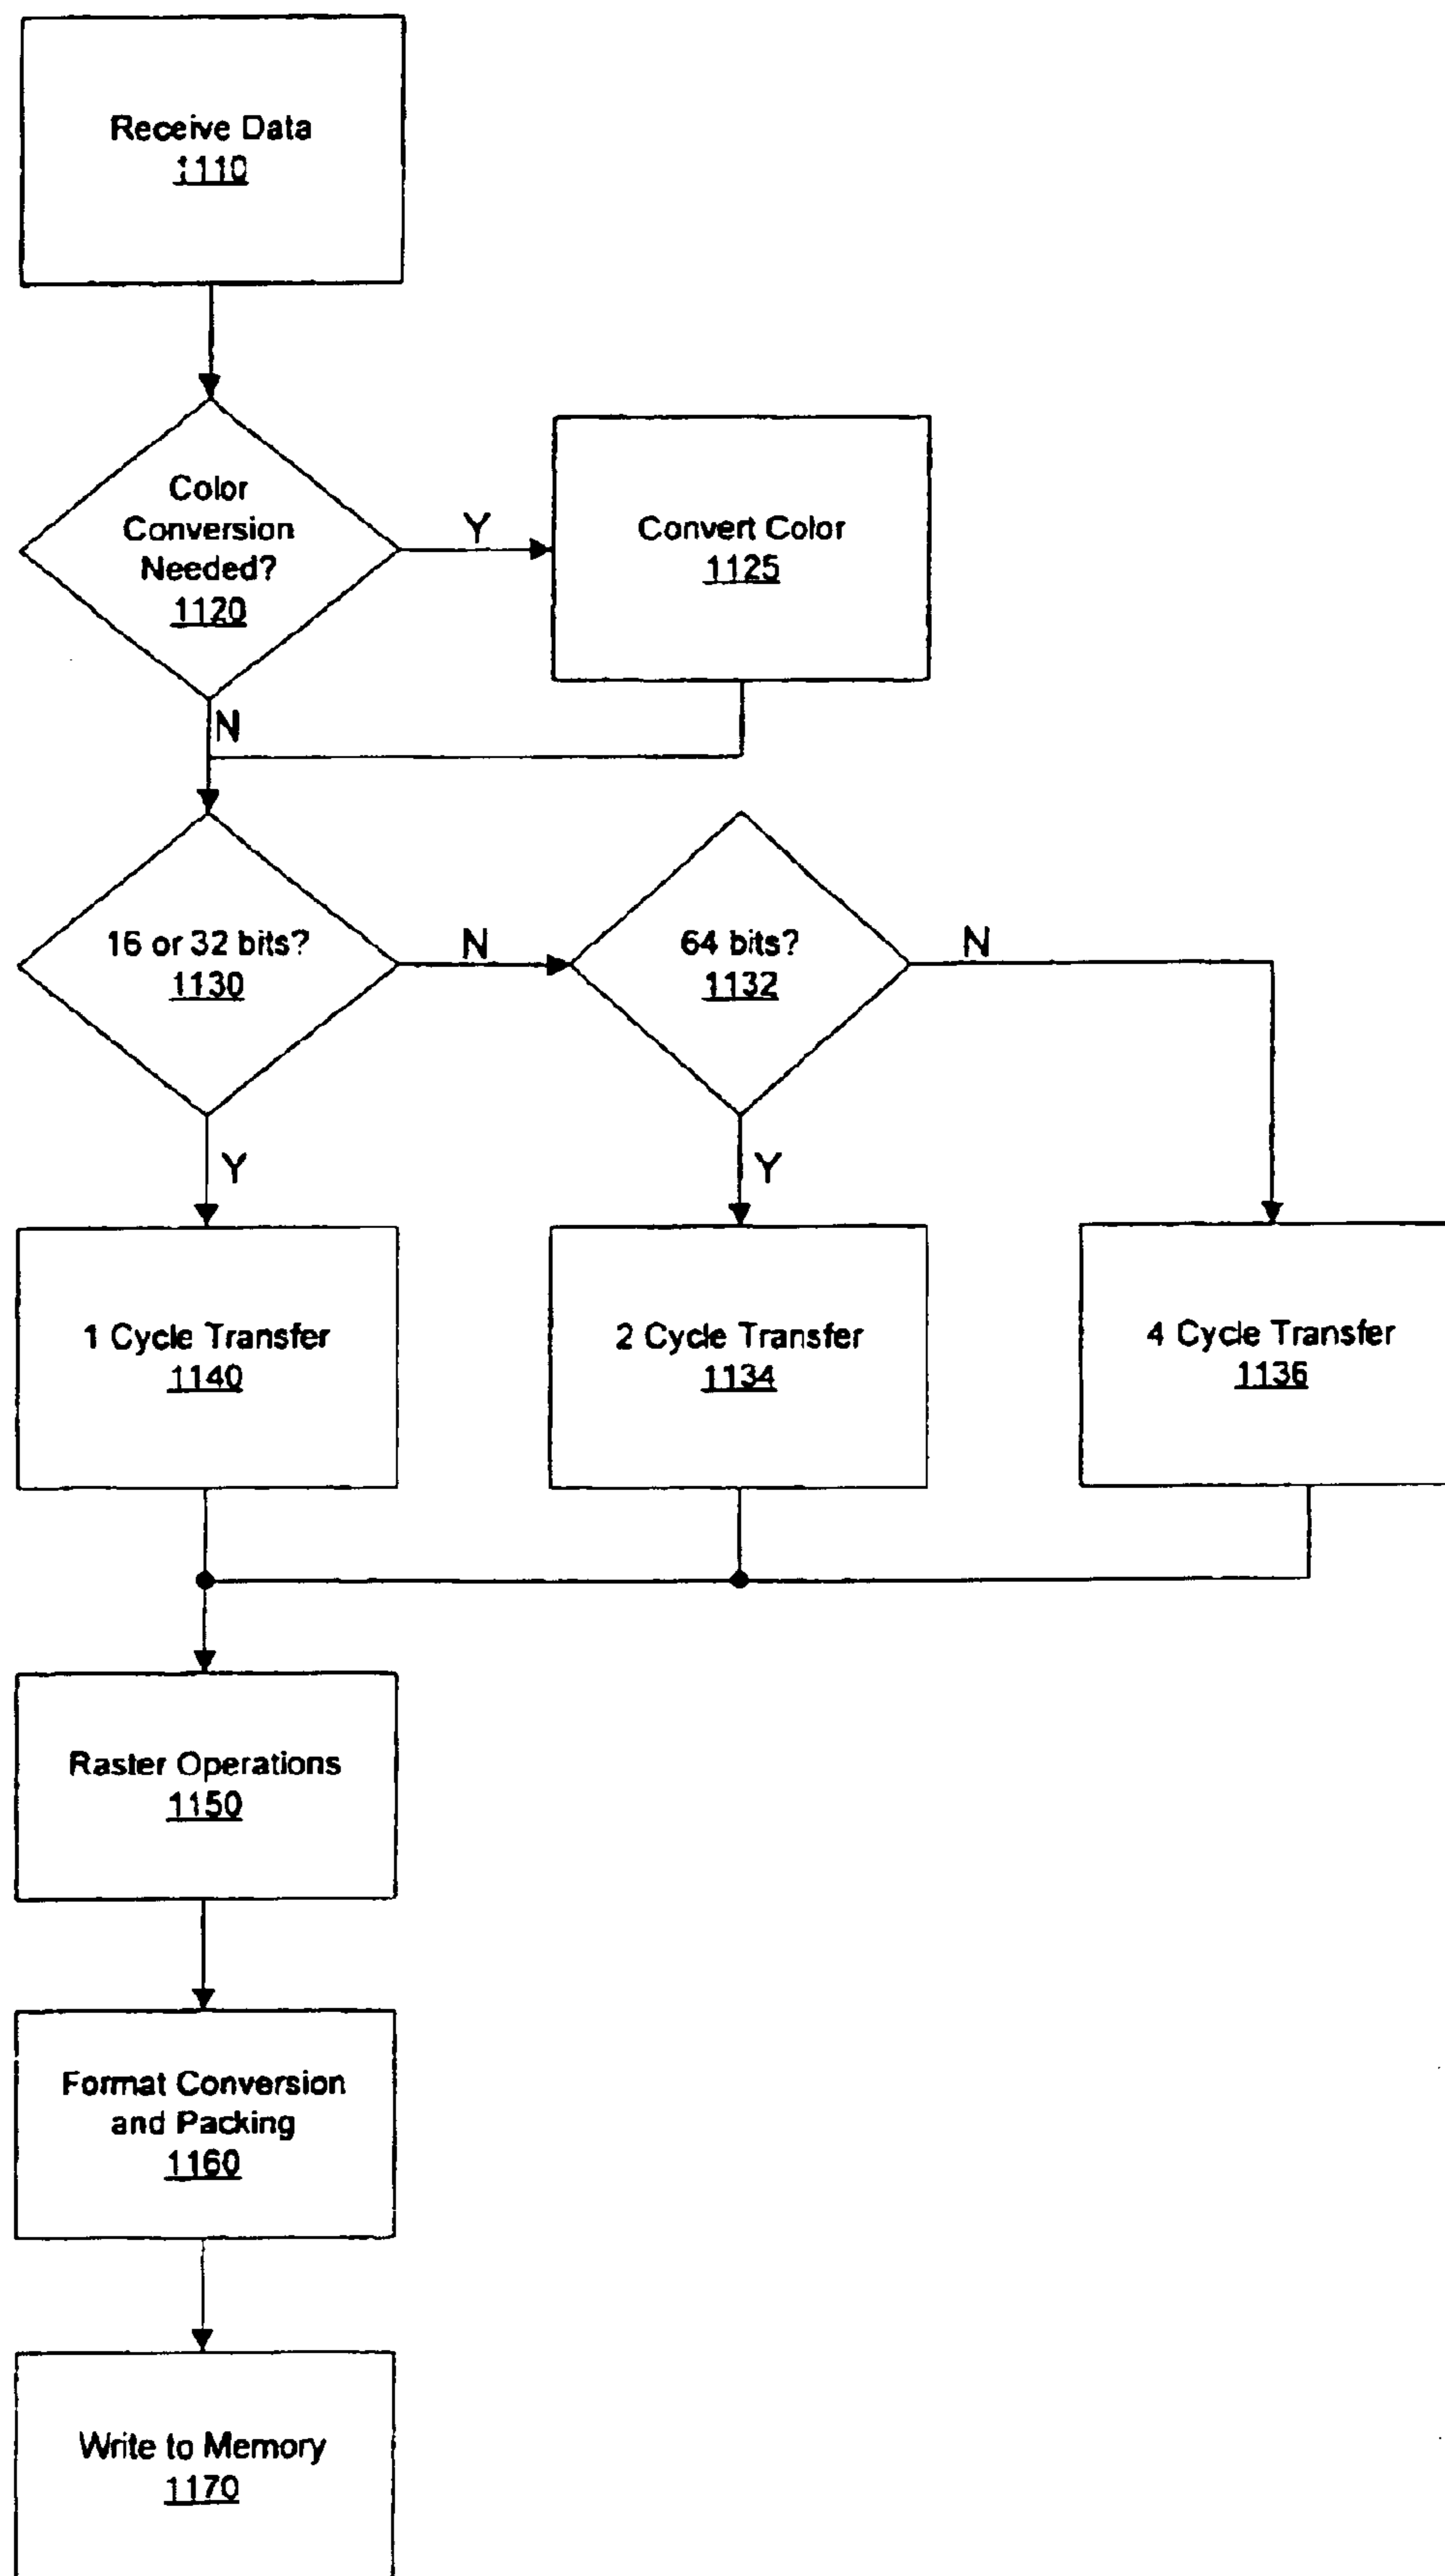 Receive Data
1110
Color
Conversion
Needed?
1120
Y
Convert Color
1125
N
16 or 32 bits?
1130
N
64 bits?
1132
N
Y
Y
1 Cycle Transfer
1140
2 Cycle Transfer
1134
4 Cycle Transfer
1136
Raster Operations
1150
Format Conversion
and Packing
1160
Write to Memory
1170